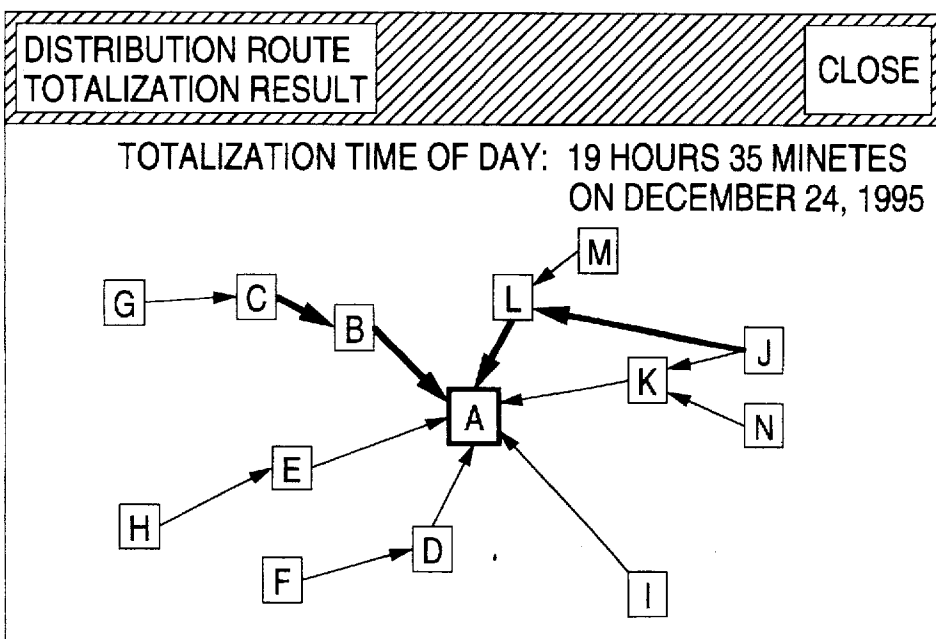 DISTRIBUTION ROUTE
TOTALIZATION RESULT
CLOSE
TOTALIZATION TIME OF DAY: 19 HOURS 35 MINETES
ON DECEMBER 24, 1995
M
G
C
L
B
J
K
A
N
E
H
D
F
I